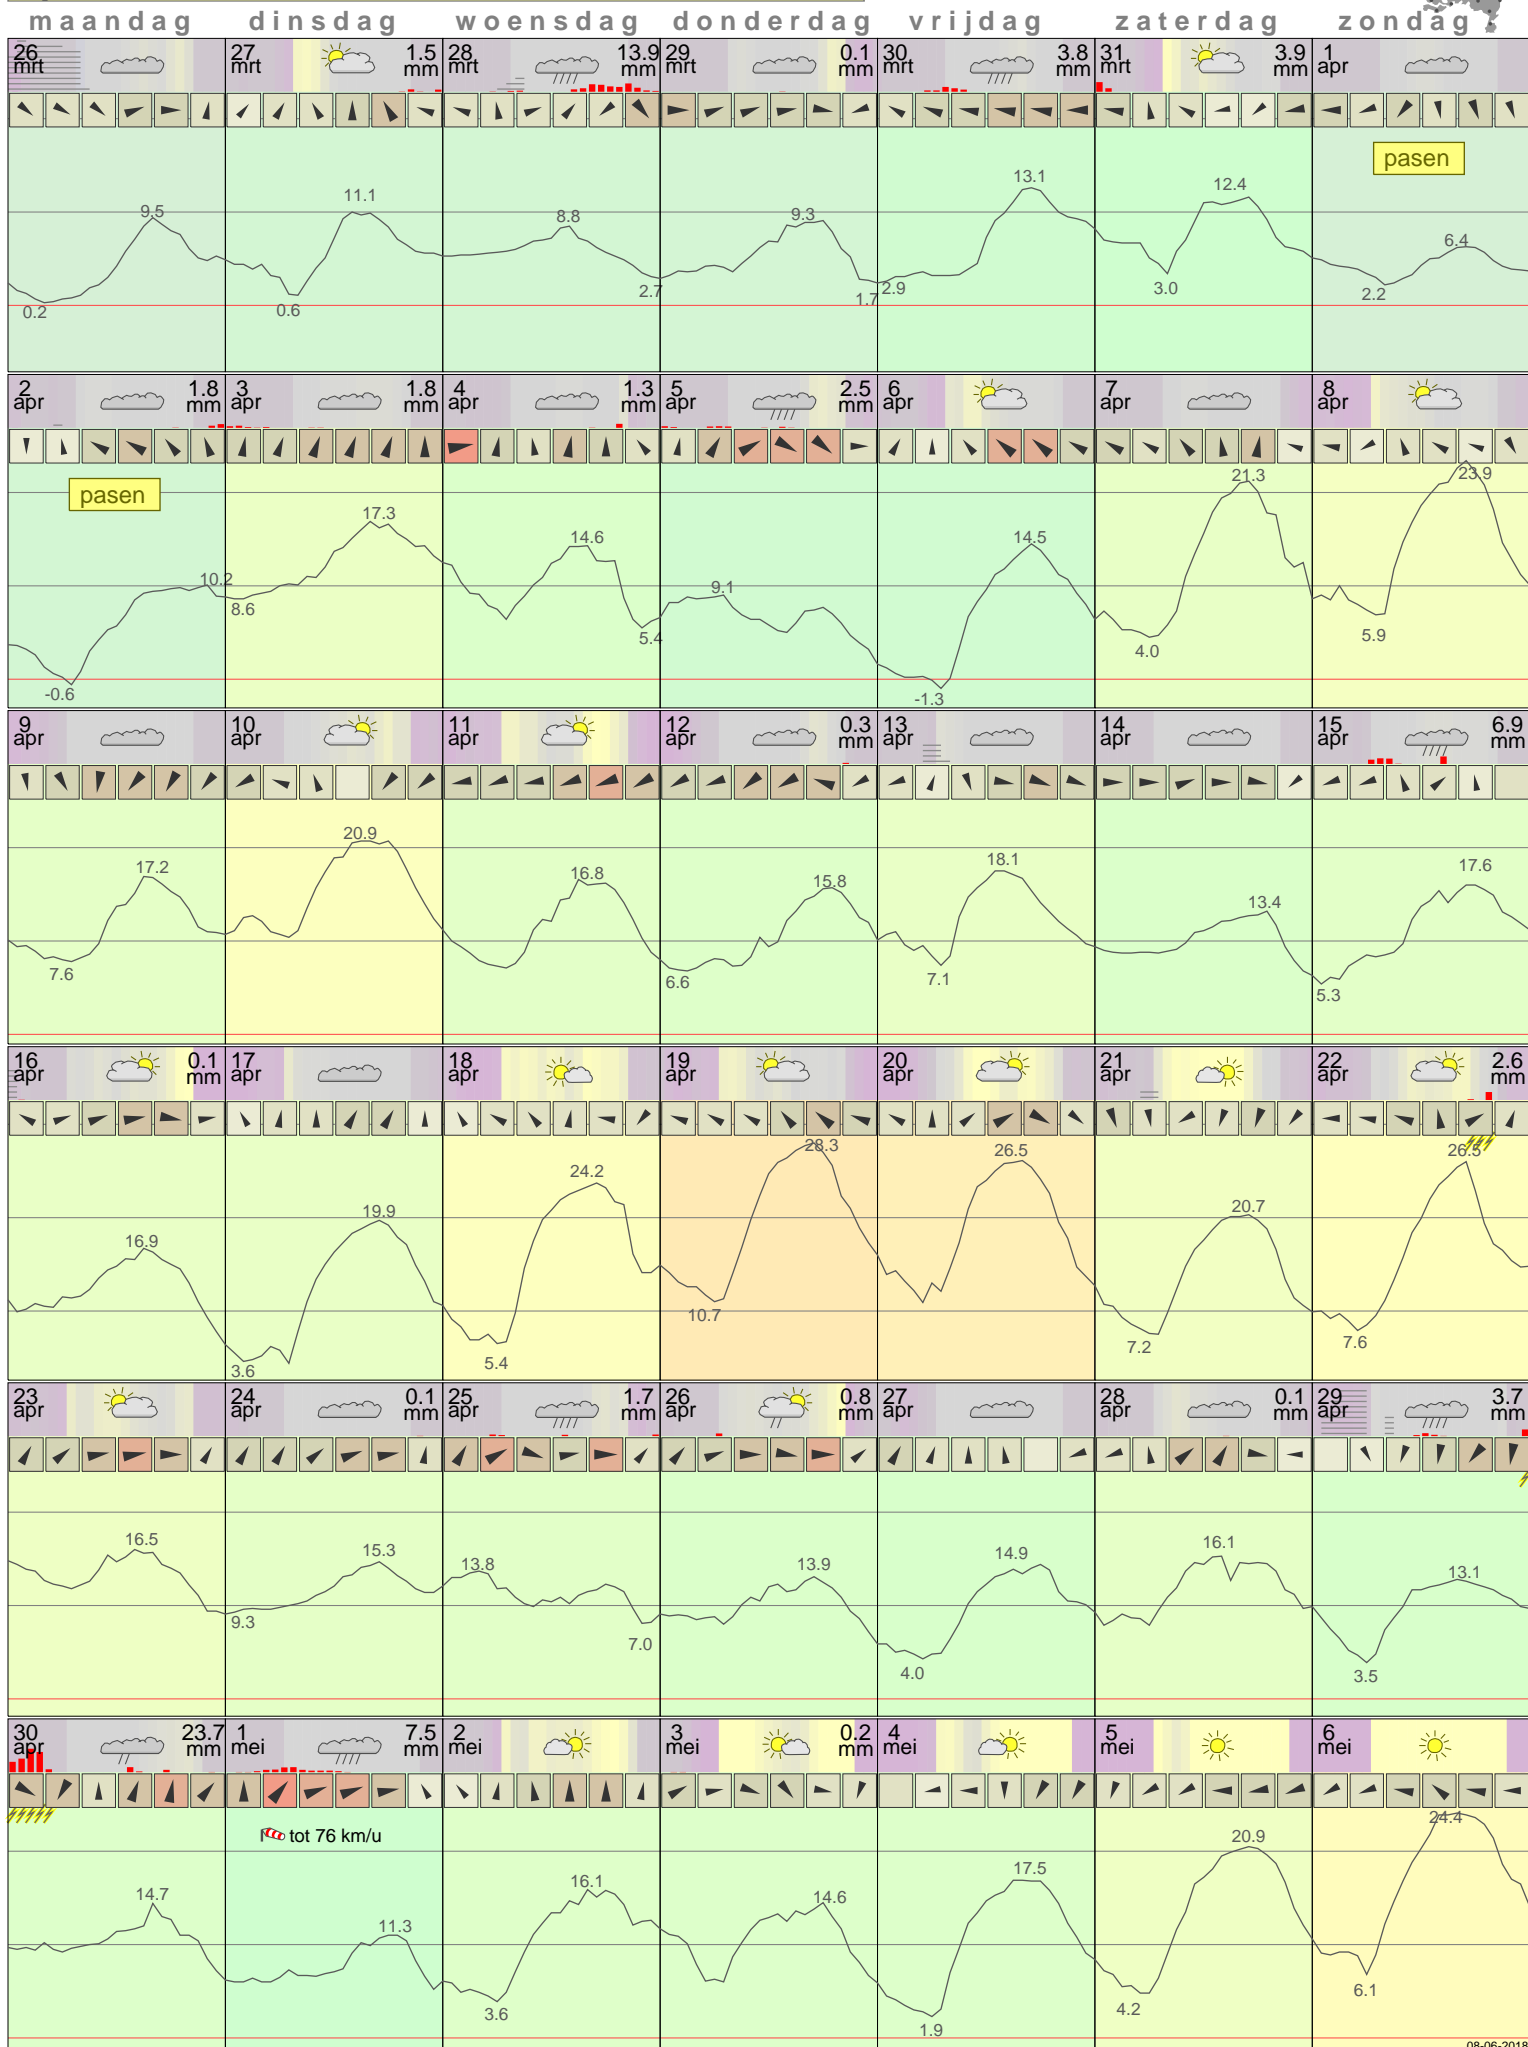 maandag dinsdag woensdag donderdag vrijdag zaterdag zondag
26 27 1.5 28 13.9 29 0.1 30 3.8 31 3.9 1
mrt mrt mm mrt mm mrt mm mrt mm mrt mm apr
pasen
9.5 11.1 8.8 9.3 13.1 12.4 6.4
0.2 0.6 2.7 1.7 2.9 3.0 2.2
2 1.8 3 1.8 4 1.3 5 2.5 6 7 8
apr mm apr mm apr mm apr mm apr apr apr
pasen
10.2 17.3 14.6 9.1 14.5 21.3 23.9
-0.6 8.6 5.4 -1.3 4.0 5.9
9 10 11 12 0.3 13 14 15 6.9
apr apr apr apr mm apr apr apr mm
17.2 20.9 16.8 15.8 18.1 13.4 17.6
7.6 6.6 7.1 5.3
16 0.1 17 18 19 20 21 22 2.6
apr mm apr apr apr apr apr apr mm
16.9 19.9 24.2 28.3 26.5 20.7 26.5
3.6 5.4 10.7 7.2 7.6
23 24 0.1 25 1.7 26 0.8 27 28 0.1 29 3.7
apr apr mm apr mm apr mm apr apr mm apr mm
16.5 15.3 13.8 13.9 14.9 16.1 13.1
9.3 7.0 4.0 3.5
30 23.7 1 7.5 2 3 0.2 4 5 6
apr mm mei mm mei mei mm mei mei mei
tot 76 km/u
14.7 11.3 16.1 14.6 17.5 20.9 24.4
3.6 1.9 4.2 6.1
08-06-2018